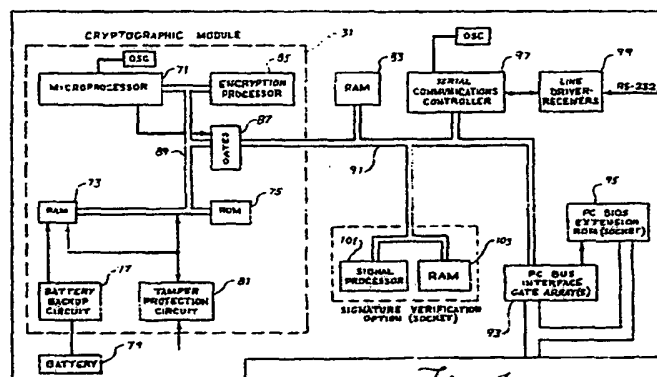 CRYPTOGRAPHIC MODULE
31
OSC
71
MICROPROCESSOR
85
ENCRYPTION
PROCESSOR
87
GATES
89
73
RAM
75
ROM
17
BATTERY
BACKUP
CIRCUIT
81
TAMPER
PROTECTION
CIRCUIT
79
BATTERY
83
RAM
OSC
97
SERIAL
COMMUNICATIONS
CONTROLLER
99
LINE
DRIVER-
RECEIVERS
RS-232
91
101
SIGNAL
PROCESSOR
103
RAM
SIGNATURE VERIFICATION
OPTION (SOCKET)
95
PC BIOS
EXTENSION
ROM (SOCKET)
PC BUS
INTERFACE
GATE ARRAY(S)
93